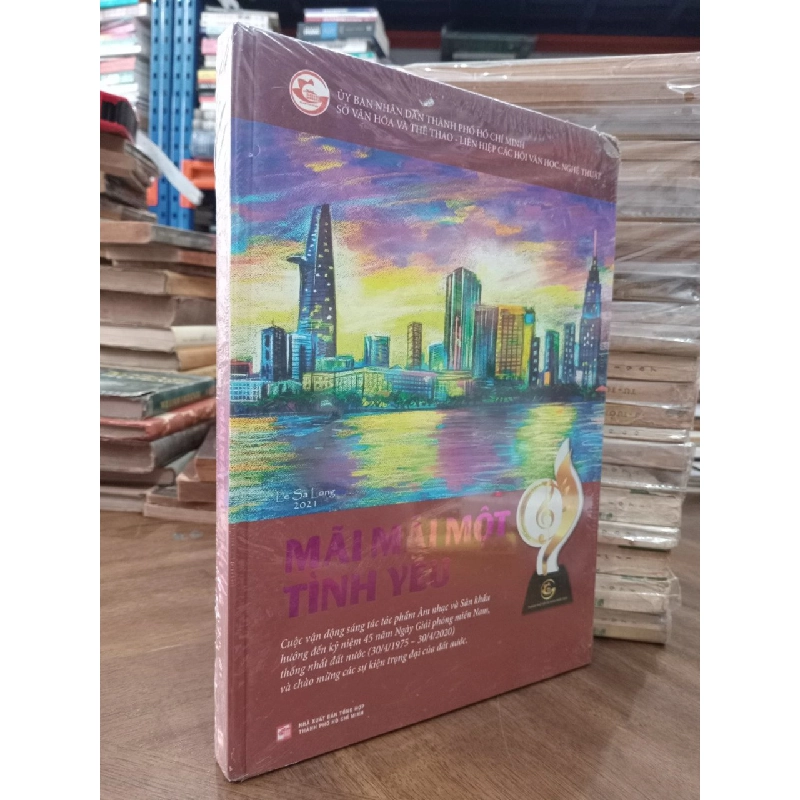 ỦY BAN NHÂN DÂN THÀNH PHỐ HỒ CHÍ MINH
SỞ VĂN HÓA VÀ THỂ THAO - LIÊN HIỆP CÁC HỘI VĂN HỌC NGHỆ THUẬT
Lê Sa Long
2021
MÃI MÃI MỘT
TÌNH YÊU
Cuộc vận động sáng tác tác phẩm Âm nhạc và Sân khấu
hướng đến kỷ niệm 45 năm Ngày Giải phóng miền Nam,
thống nhất đất nước (30/4/1975 - 30/4/2020)
và chào mừng các sự kiện trọng đại của đất nước.
NHÀ XUẤT BẢN TỔNG HỢP
THÀNH PHỐ HỒ CHÍ MINH